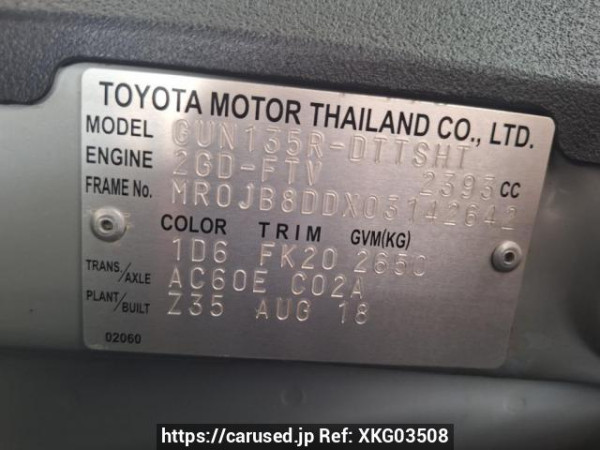 TOYOTA MOTOR THAILAND CO., LTD.
MODEL GUN135R-DTTSHT
ENGINE 2GD-FTV 2393 CC
FRAME No. MR0JB8DDX03142642
COLOR TRIM GVM(KG)
1D6 FK20 2650
TRANS./AXLE AC60E C02A
PLANT/BUILT Z35 AUG 18
02060
https://carused.jp Ref: XKG03508